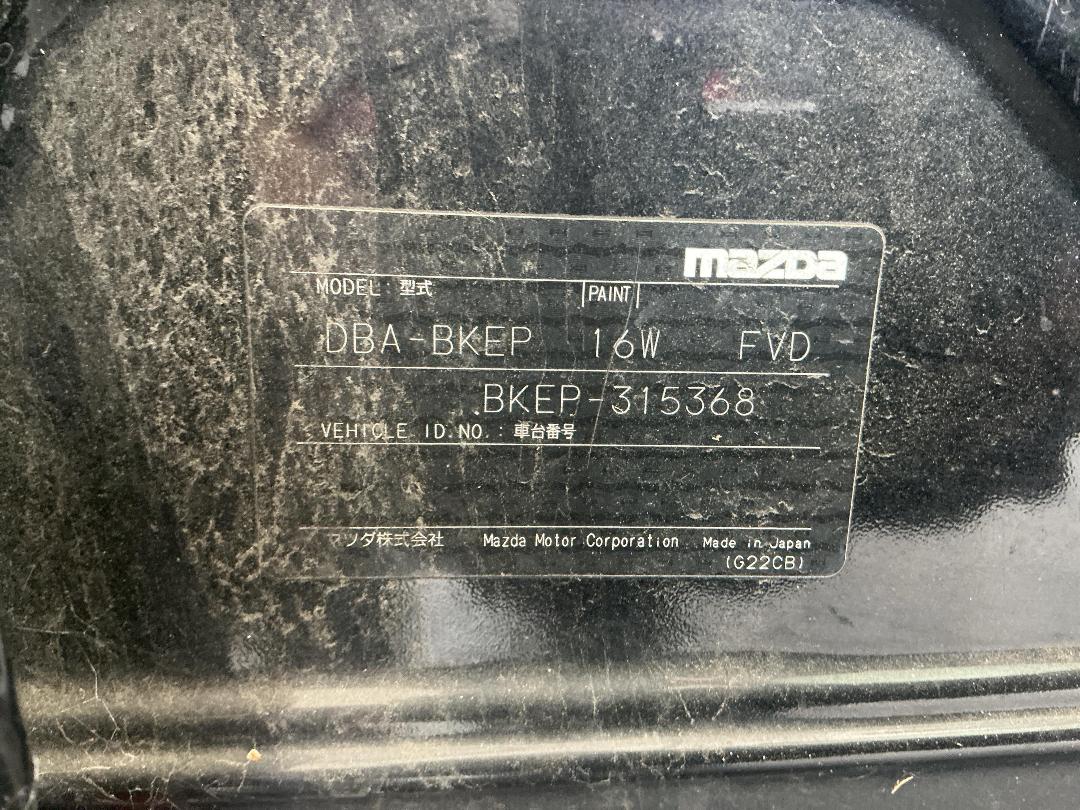 mazda
MODEL : 型式 PAINT
DBA-BKEP 16W FVD
BKEP-315368
VEHICLE ID.NO. : 車台番号
マツダ株式会社 Mazda Motor Corporation Made in Japan
(G22CB)